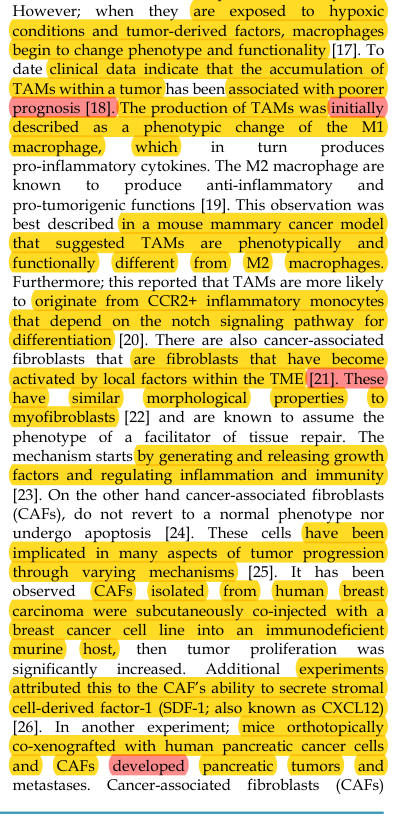 However; when they are exposed to hypoxic
conditions and tumor-derived factors, macrophages
begin to change phenotype and functionality [17]. To
date clinical data indicate that the accumulation of
TAMs within a tumor has been associated with poorer
prognosis [18]. The production of TAMs was initially
described as a phenotypic change of the M1
macrophage, which in turn produces
pro-inflammatory cytokines. The M2 macrophage are
known to produce anti-inflammatory and
pro-tumorigenic functions [19]. This observation was
best described in a mouse mammary cancer model
that suggested TAMs are phenotypically and
functionally different from M2 macrophages.
Furthermore; this reported that TAMs are more likely
to originate from CCR2+ inflammatory monocytes
that depend on the notch signaling pathway for
differentiation [20]. There are also cancer-associated
fibroblasts that are fibroblasts that have become
activated by local factors within the TME [21]. These
have similar morphological properties to
myofibroblasts [22] and are known to assume the
phenotype of a facilitator of tissue repair. The
mechanism starts by generating and releasing growth
factors and regulating inflammation and immunity
[23]. On the other hand cancer-associated fibroblasts
(CAFs), do not revert to a normal phenotype nor
undergo apoptosis [24]. These cells have been
implicated in many aspects of tumor progression
through varying mechanisms [25]. It has been
observed CAFs isolated from human breast
carcinoma were subcutaneously co-injected with a
breast cancer cell line into an immunodeficient
murine host, then tumor proliferation was
significantly increased. Additional experiments
attributed this to the CAF's ability to secrete stromal
cell-derived factor-1 (SDF-1; also known as CXCL12)
[26]. In another experiment; mice orthotopically
co-xenografted with human pancreatic cancer cells
and CAFs developed pancreatic tumors and
metastases. Cancer-associated fibroblasts (CAFs)